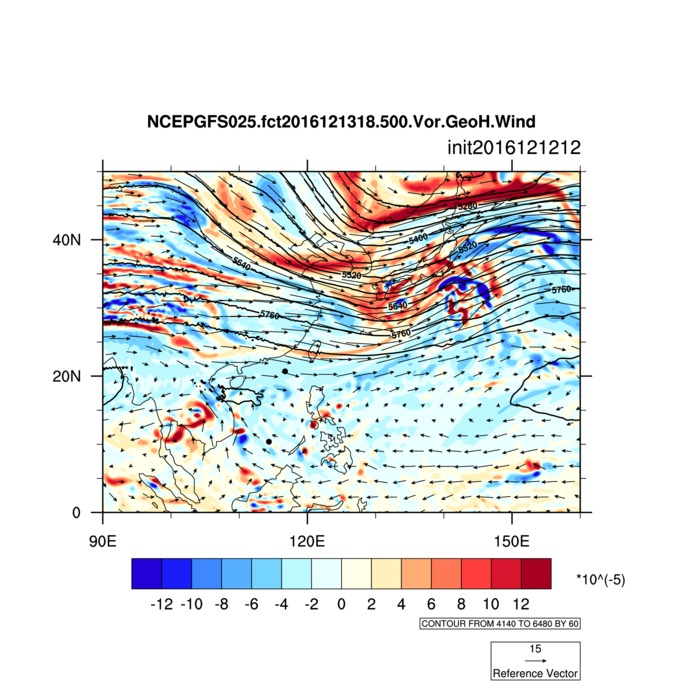 NCEPGFS025.fct2016121318.500.Vor.GeoH.Wind
init2016121212
40N
20N
0
90E 120E 150E
5280
5400
5520
5640
5520
5640
5760
5760
5760
-12 -10 -8 -6 -4 -2 0 2 4 6 8 10 12
*10^(-5)
CONTOUR FROM 4140 TO 6480 BY 60
15
Reference Vector